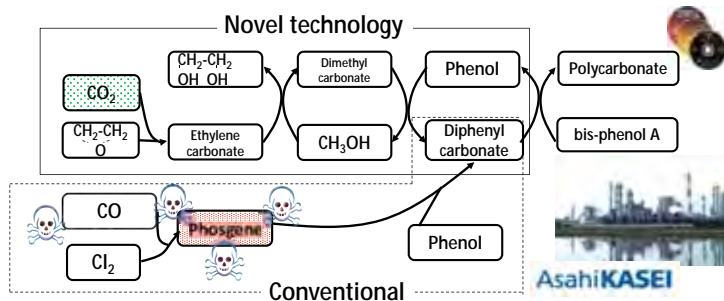 Novel technology
CH2-CH2
OH OH
Dimethyl
carbonate
Phenol
Polycarbonate
CO2
CH2-CH2
O
Ethylene
carbonate
CH3OH
Diphenyl
carbonate
bis-phenol A
CO
Phosgene
Cl2
Phenol
AsahiKASEI
Conventional